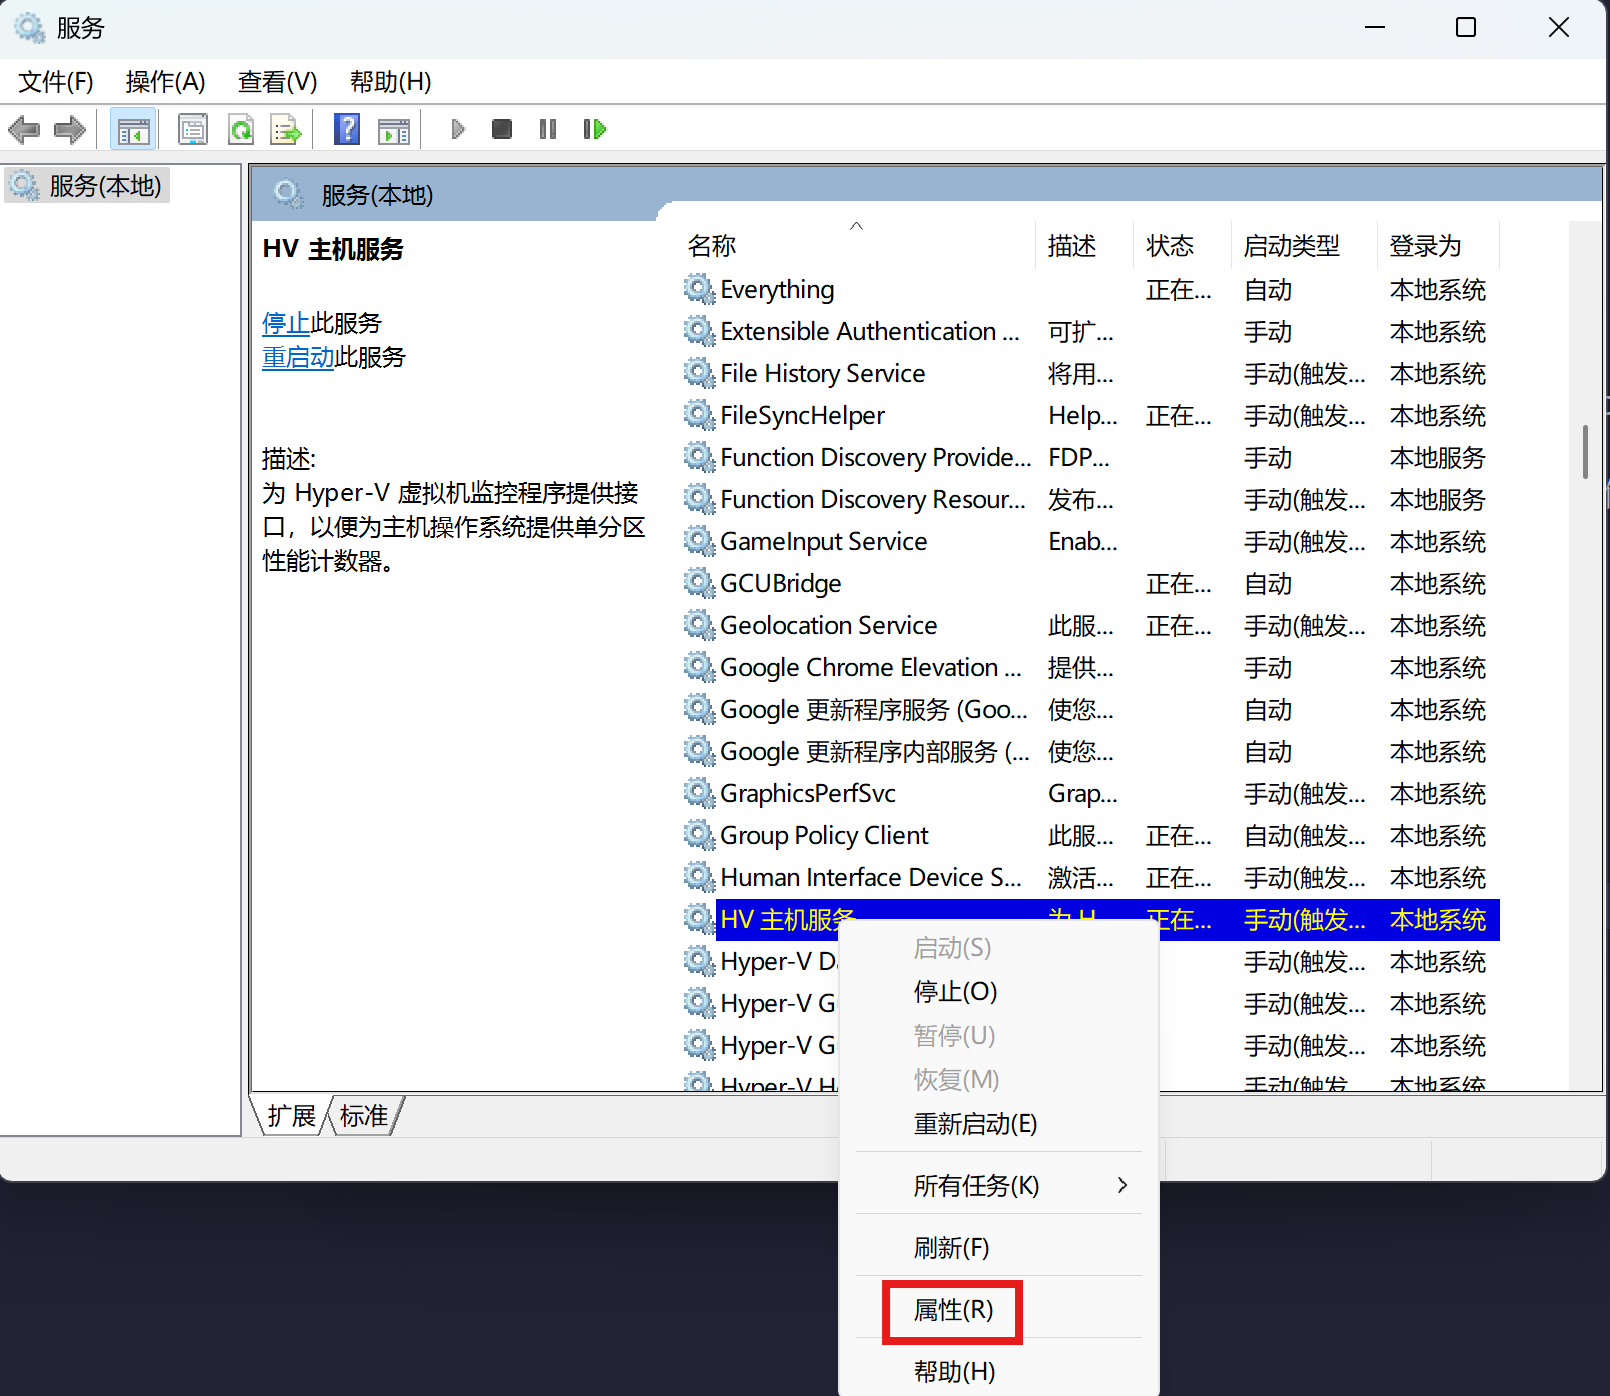 服务
文件(F) 操作(A) 查看(V) 帮助(H)
服务(本地)
服务(本地)
HV 主机服务
停止此服务
重启动此服务
描述:
为 Hyper-V 虚拟机监控程序提供接
口，以便为主机操作系统提供单分区
性能计数器。
名称 描述 状态 启动类型 登录为
Everything 正在... 自动 本地系统
Extensible Authentication ... 可扩... 手动 本地系统
File History Service 将用... 手动(触发... 本地系统
FileSyncHelper Help... 正在... 手动(触发... 本地系统
Function Discovery Provide... FDP... 手动 本地服务
Function Discovery Resour... 发布... 手动(触发... 本地服务
GameInput Service Enab... 手动(触发... 本地系统
GCUBridge 正在... 自动 本地系统
Geolocation Service 此服... 正在... 手动(触发... 本地系统
Google Chrome Elevation ... 提供... 手动 本地系统
Google 更新程序服务 (Goo... 使您... 自动 本地系统
Google 更新程序内部服务 (... 使您... 自动 本地系统
GraphicsPerfSvc Grap... 手动(触发... 本地系统
Group Policy Client 此服... 正在... 自动(触发... 本地系统
Human Interface Device S... 激活... 正在... 手动(触发... 本地系统
HV 主机服务 为 H 正在... 手动(触发... 本地系统
Hyper-V Da 手动(触发... 本地系统
Hyper-V G 手动(触发... 本地系统
Hyper-V G 手动(触发... 本地系统
Hyper-V H 手动(触发 本地系统
启动(S)
停止(O)
暂停(U)
恢复(M)
重新启动(E)
所有任务(K)
刷新(F)
属性(R)
帮助(H)
扩展 标准